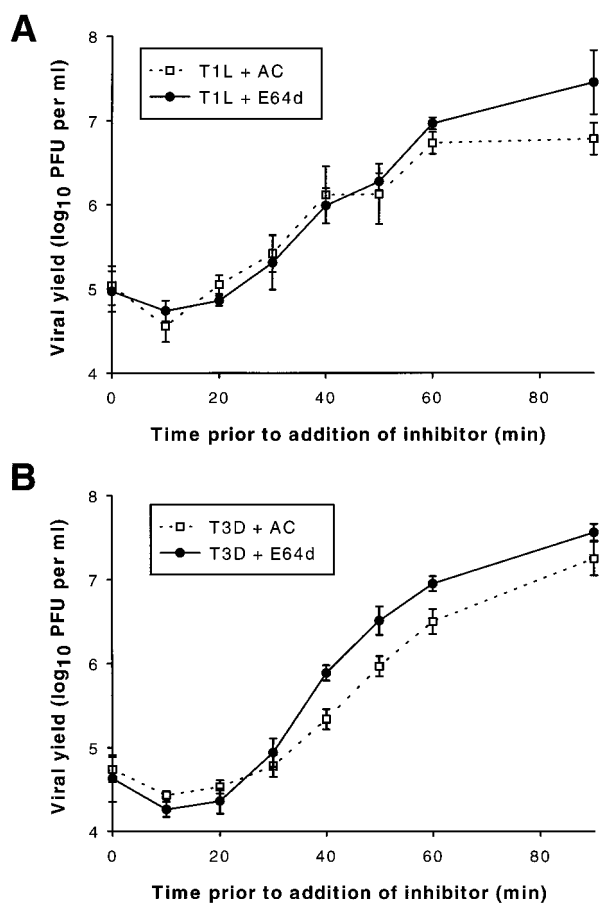 A
8
7
6
5
4
Viral yield (log10 PFU per ml)
T1L + AC
T1L + E64d
0 20 40 60 80
Time prior to addition of inhibitor (min)
B
8
7
6
5
4
Viral yield (log10 PFU per ml)
T3D + AC
T3D + E64d
0 20 40 60 80
Time prior to addition of inhibitor (min)